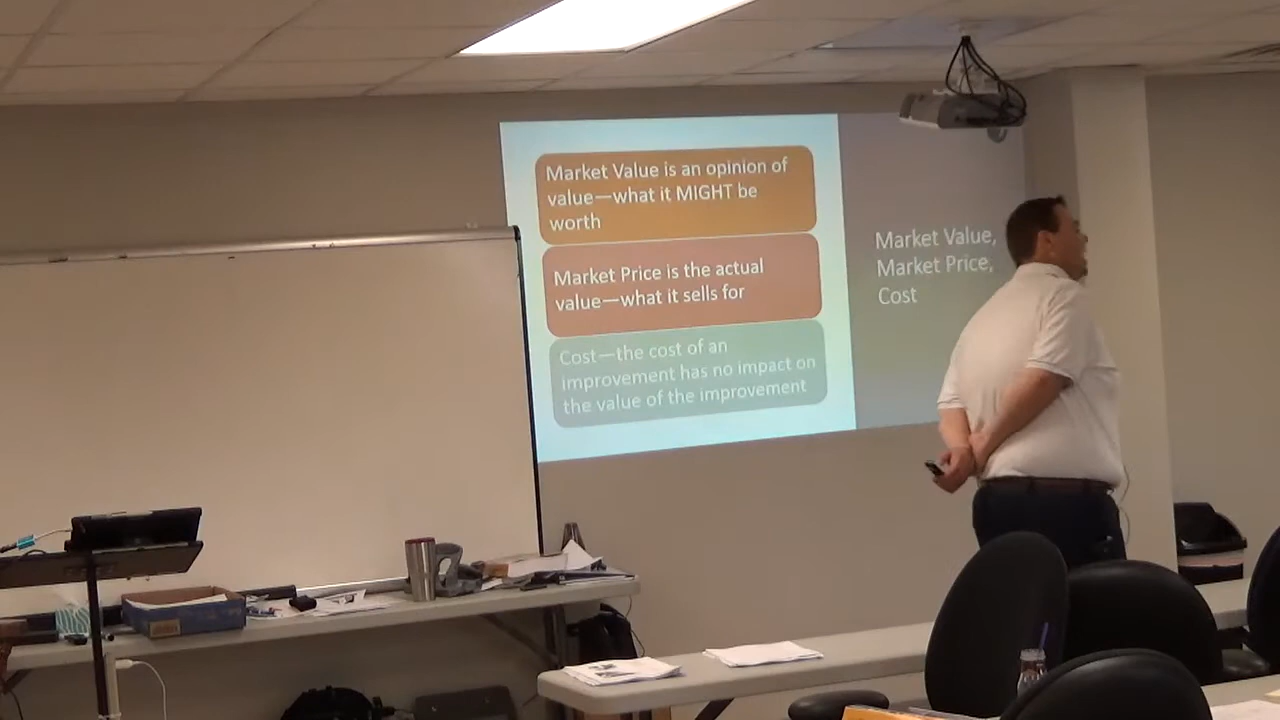 Market Value is an opinion of
value—what it MIGHT be
worth
Market Price is the actual
value—what it sells for
Cost—the cost of an
improvement has no impact on
the value of the improvement
Market Value,
Market Price,
Cost